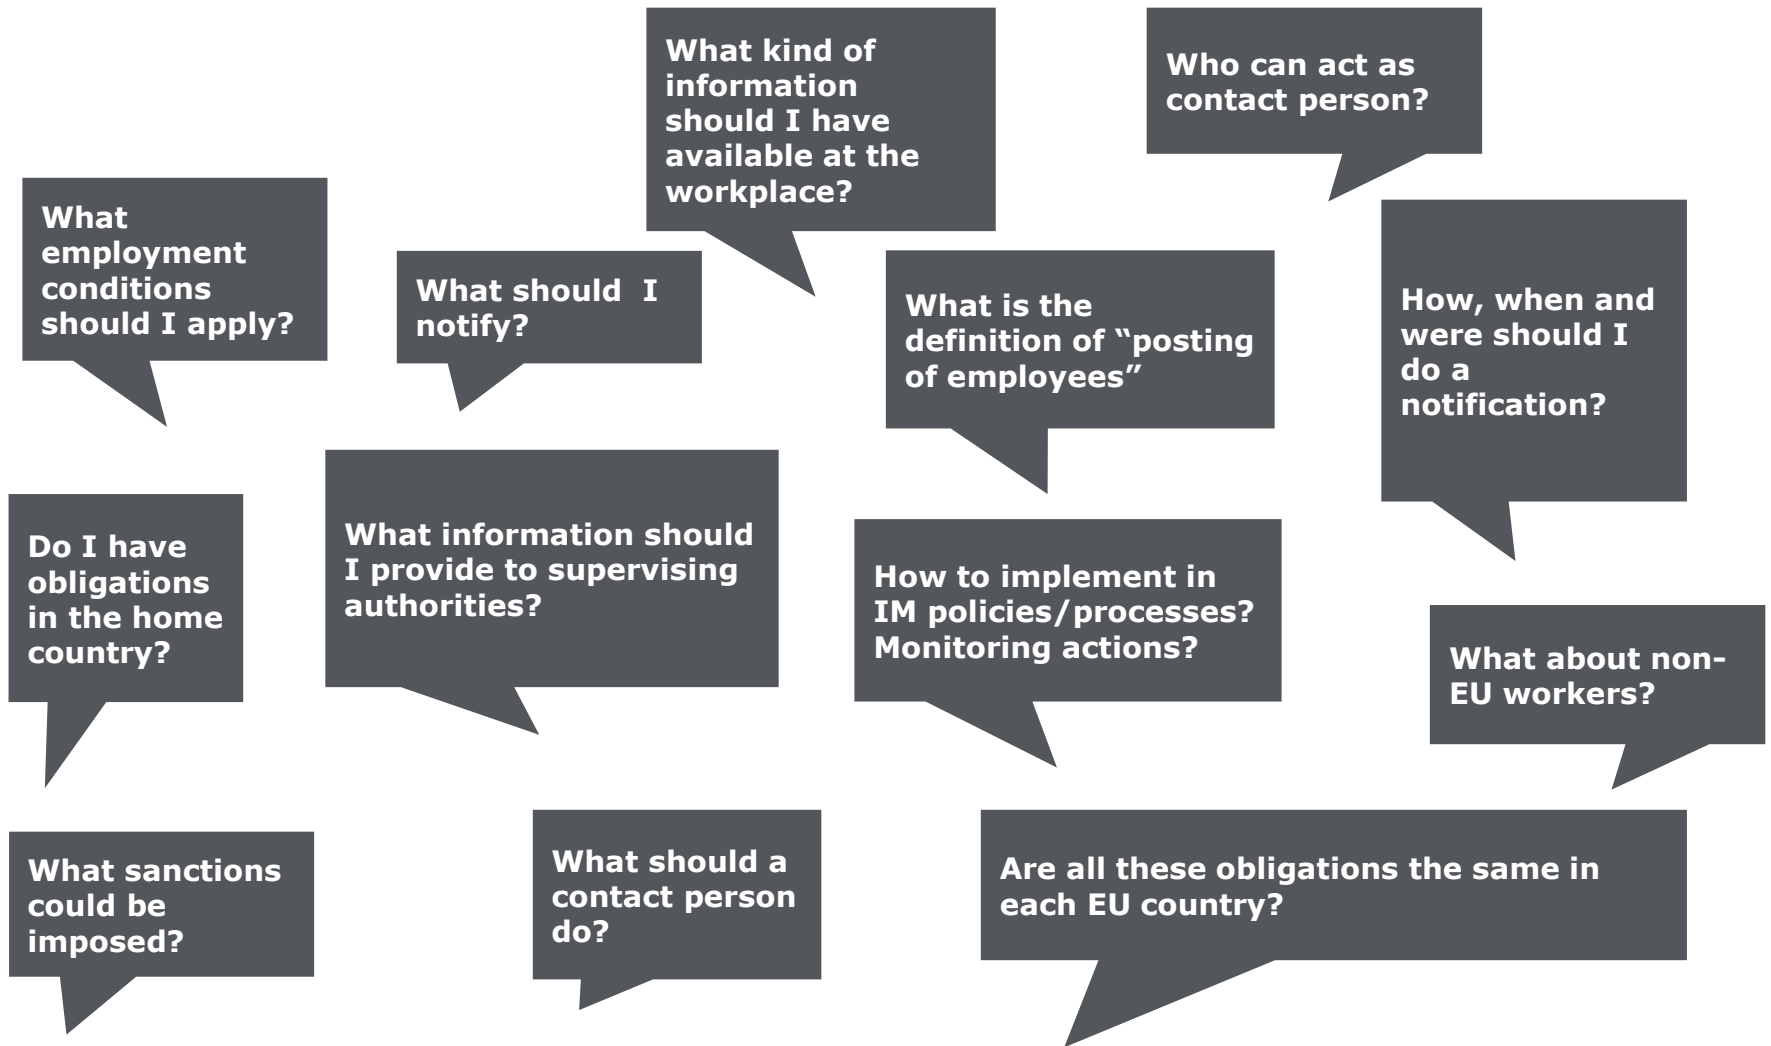 What kind of
information
should I have
available at the
workplace?
Who can act as
contact person?
What
employment
conditions
should I apply?
What should  I
notify?
What is the
definition of “posting
of employees”
How, when and
were should I
do a
notification?
Do I have
obligations
in the home
country?
What information should
I provide to supervising
authorities?
How to implement in
IM policies/processes?
Monitoring actions?
What about non-
EU workers?
What sanctions
could be
imposed?
What should a
contact person
do?
Are all these obligations the same in
each EU country?